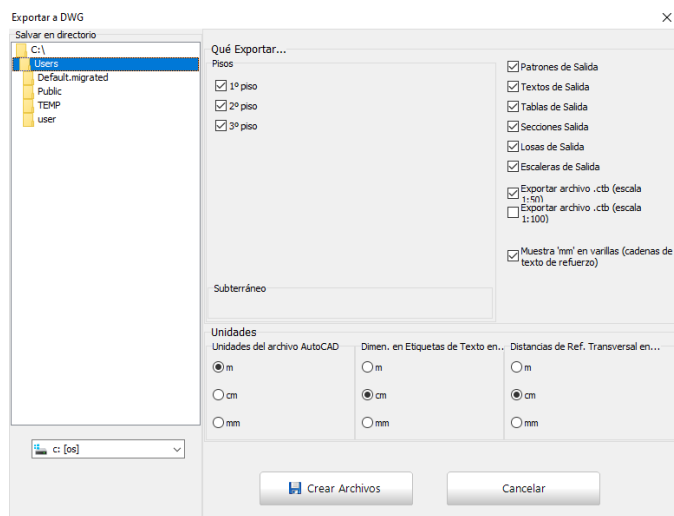 Exportar a DWG
Salvar en directorio
C:\
Users
Default.migrated
Public
TEMP
user
c: [os]
Qué Exportar...
Pisos
1º piso
2º piso
3º piso
Subterráneo
Patrones de Salida
Textos de Salida
Tablas de Salida
Secciones Salida
Losas de Salida
Escaleras de Salida
Exportar archivo .ctb (escala
1:50)
Exportar archivo .ctb (escala
1:100)
Muestra 'mm' en varillas (cadenas de
texto de refuerzo)
Unidades
Unidades del archivo AutoCAD
m
cm
mm
Dimen. en Etiquetas de Texto en..
m
cm
mm
Distancias de Ref. Transversal en...
m
cm
mm
Crear Archivos
Cancelar